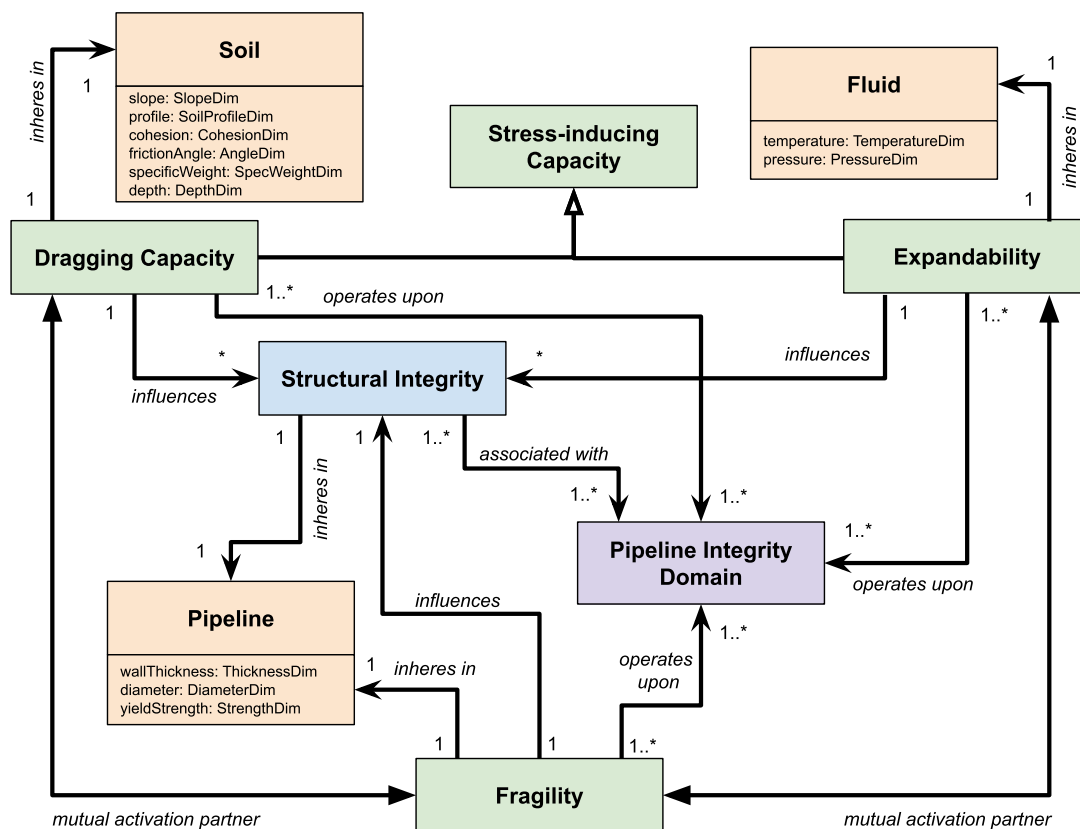 Soil
slope: SlopeDim
profile: SoilProfileDim
cohesion: CohesionDim
frictionAngle: AngleDim
specificWeight: SpecWeightDim
depth: DepthDim
inheres in
1
1
Stress-inducing
Capacity
Fluid
temperature: TemperatureDim
pressure: PressureDim
1
inheres in
1
Dragging Capacity
Expandability
1
1..*
operates upon
1
1..*
influences
*
Structural Integrity
*
influences
1
1
1..*
associated with
inheres in
1..*
1..*
1..*
1
Pipeline Integrity
Domain
operates upon
Pipeline
wallThickness: ThicknessDim
diameter: DiameterDim
yieldStrength: StrengthDim
influences
1..*
operates
upon
1
inheres in
1
1
1..*
Fragility
mutual activation partner
mutual activation partner